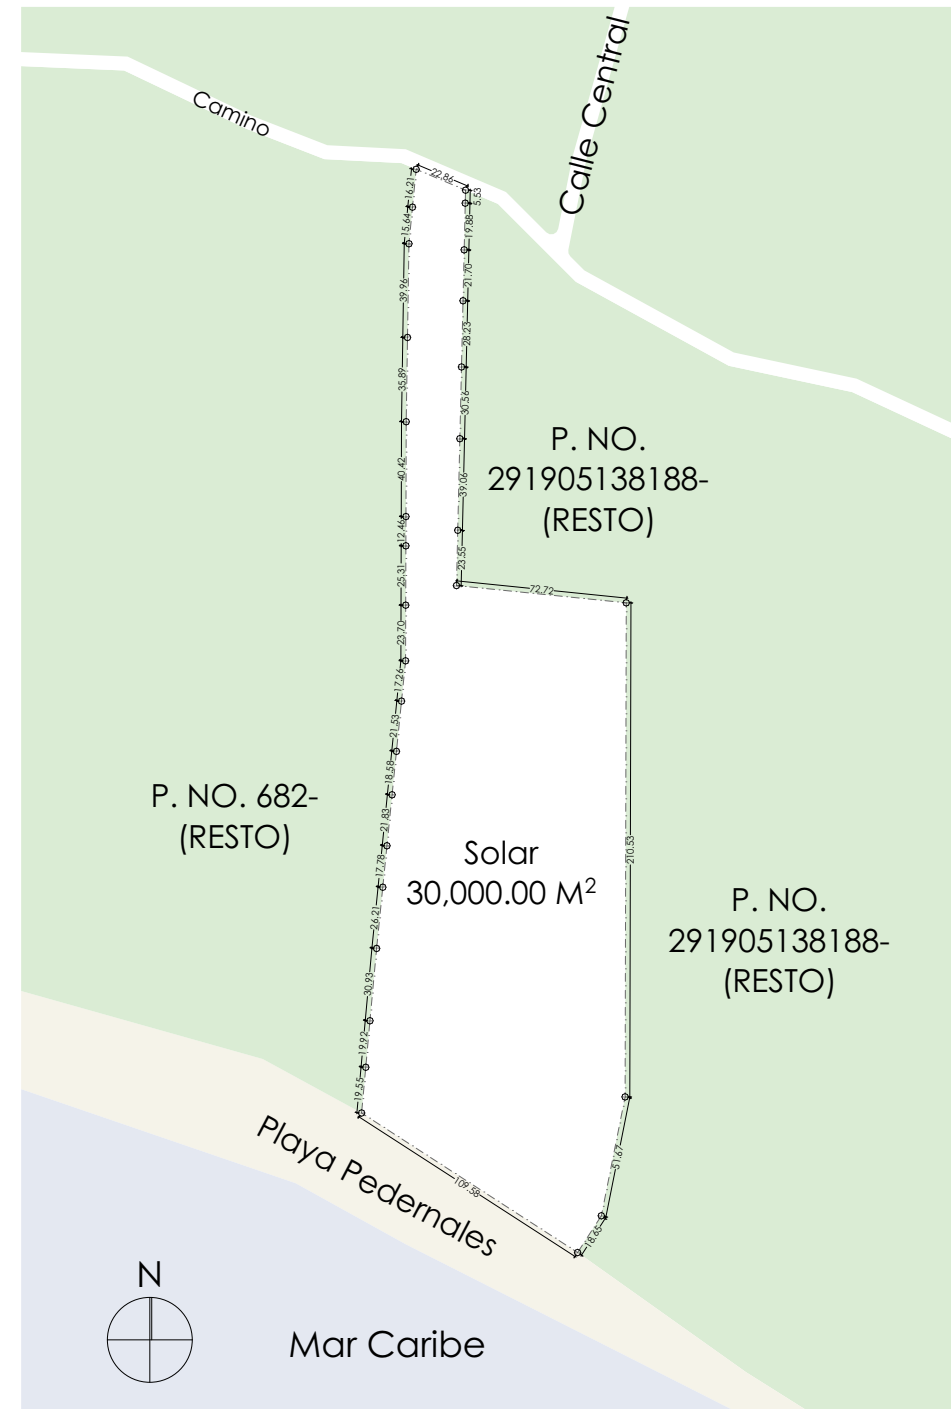 Calle Central
Camino
22.86
16.21
5.53
15.64
19.88
39.96
21.70
28.23
35.89
30.56
P. NO.
291905138188-
(RESTO)
40.42
39.06
12.46
23.55
25.31
72.72
23.70
17.26
21.53
18.58
P. NO. 682-
(RESTO)
21.83
17.78
Solar
30,000.00 M²
210.53
26.21
P. NO.
291905138188-
(RESTO)
30.93
19.92
19.55
51.67
Playa Pedernales
109.58
18.65
N
Mar Caribe